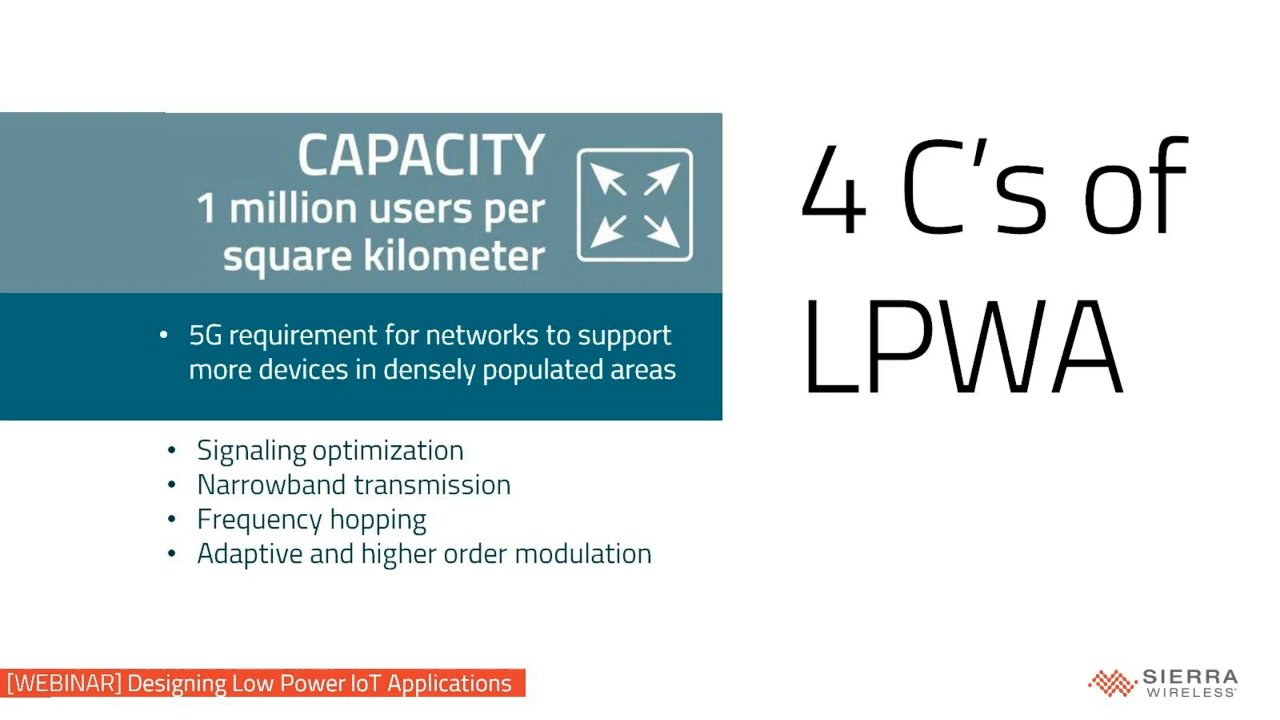 CAPACITY
1 million users per
square kilometer
4 C's of
LPWA
• 5G requirement for networks to support
more devices in densely populated areas
• Signaling optimization
• Narrowband transmission
• Frequency hopping
• Adaptive and higher order modulation
[WEBINAR] Designing Low Power IoT Applications
SIERRA
WIRELESS